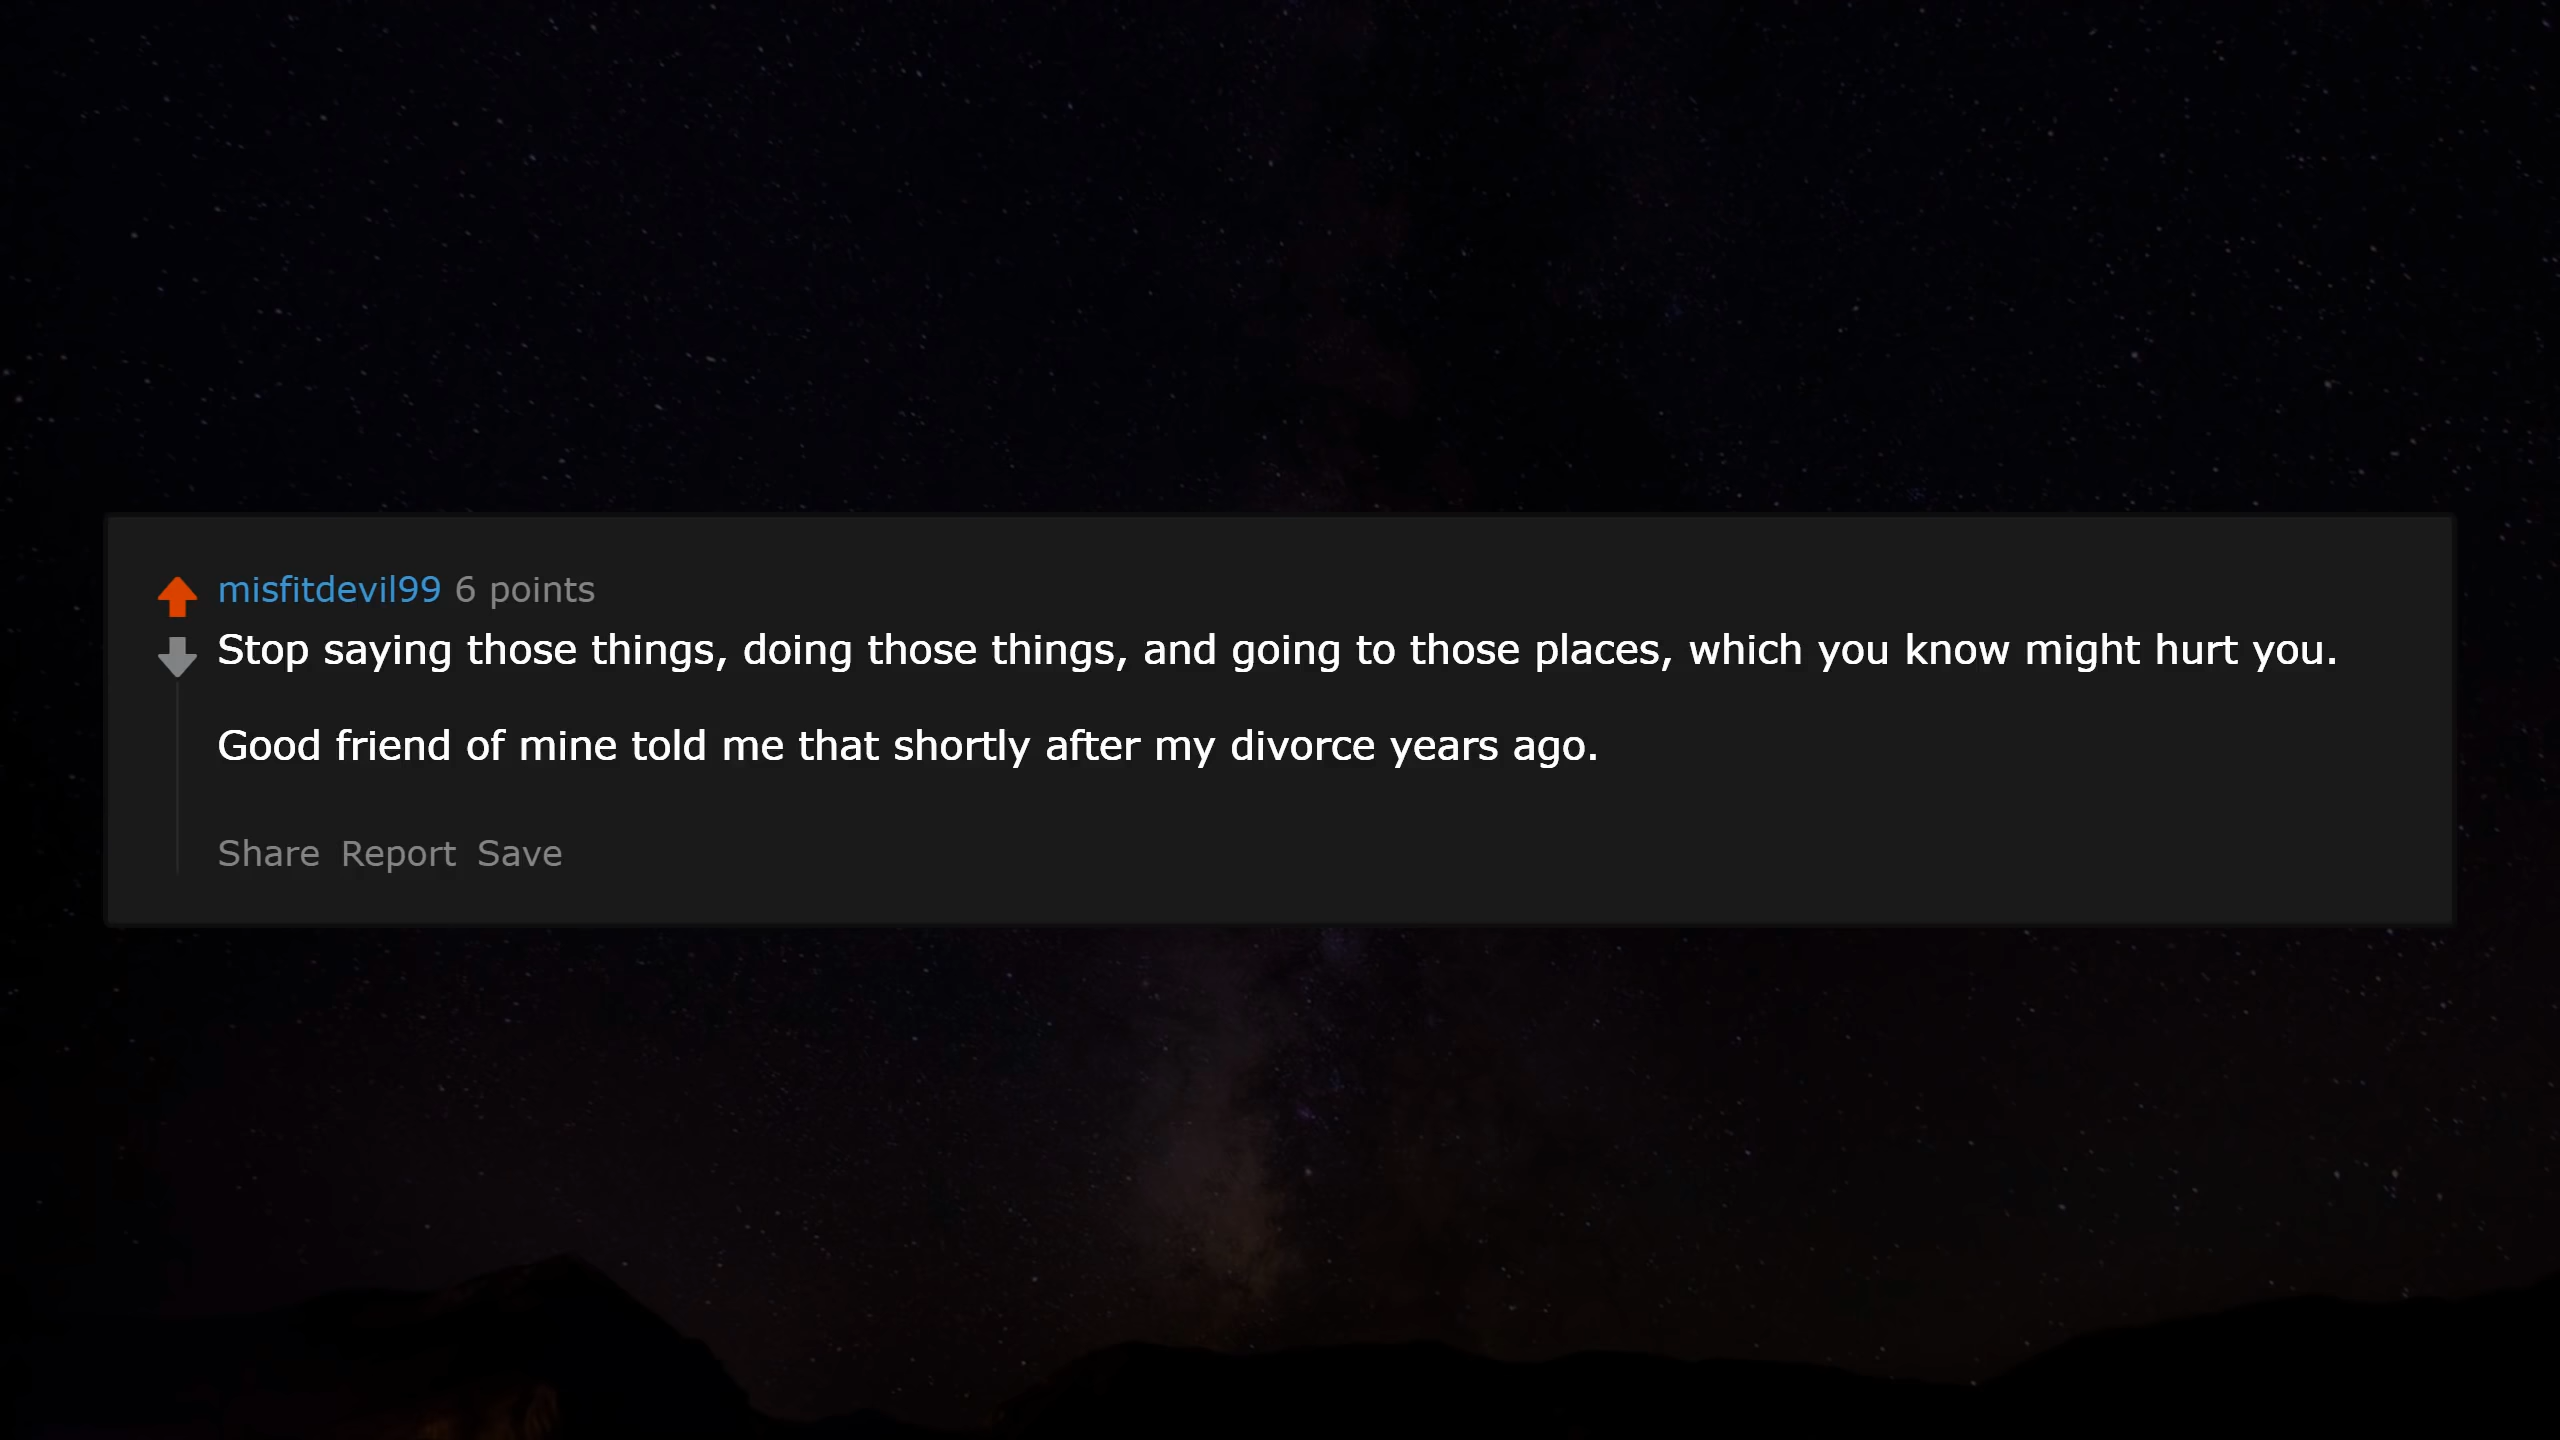 misfitdevil99 6 points
Stop saying those things, doing those things, and going to those places, which you know might hurt you.
Good friend of mine told me that shortly after my divorce years ago.
Share Report Save